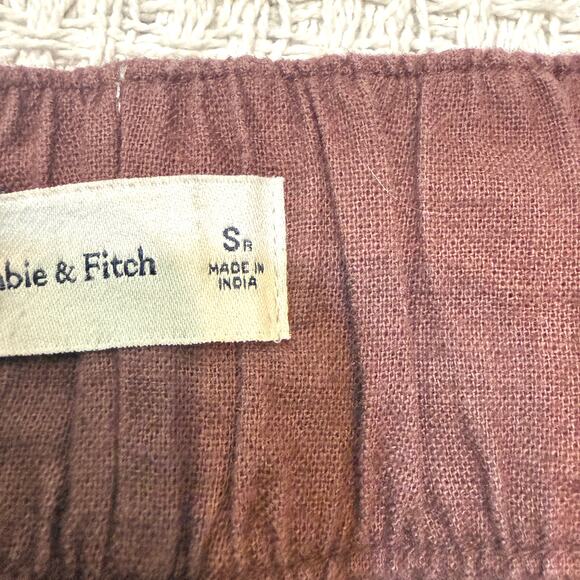 bie & Fitch
SR
MADE IN
INDIA